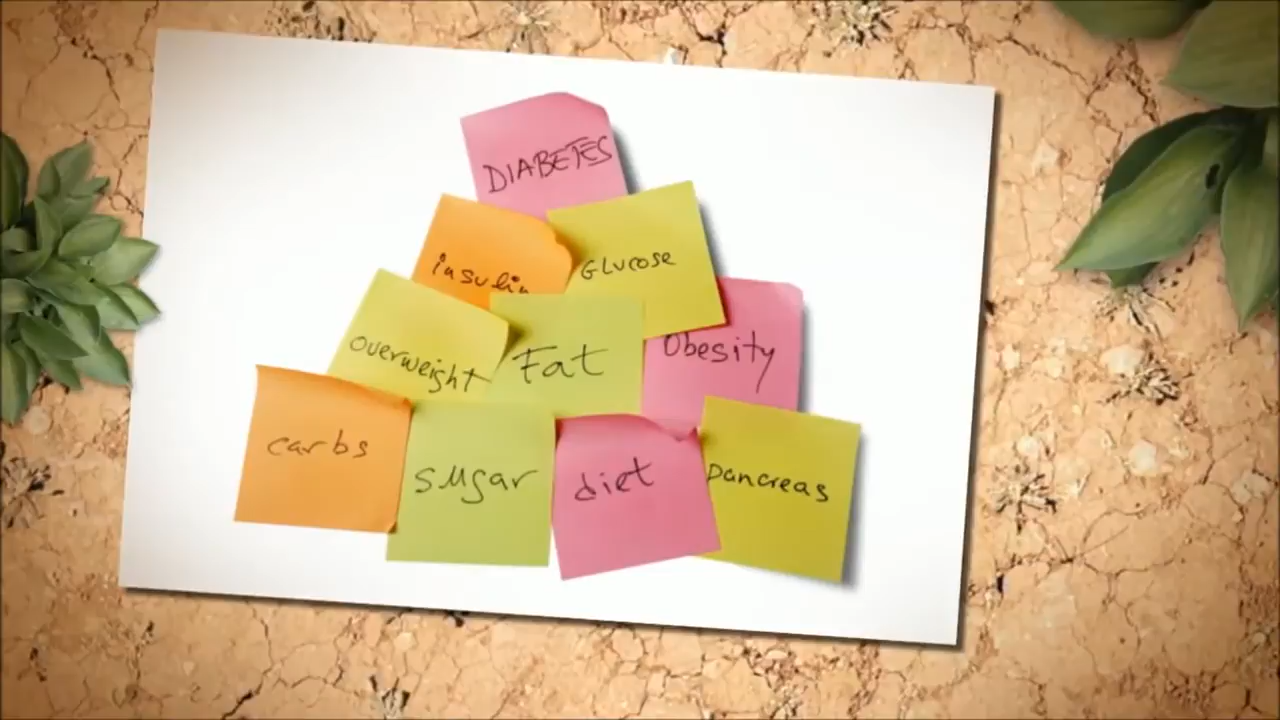 DIABETES
insulin
GLUCOSE
overweight
Fat
Obesity
carbs
sugar
diet
pancreas